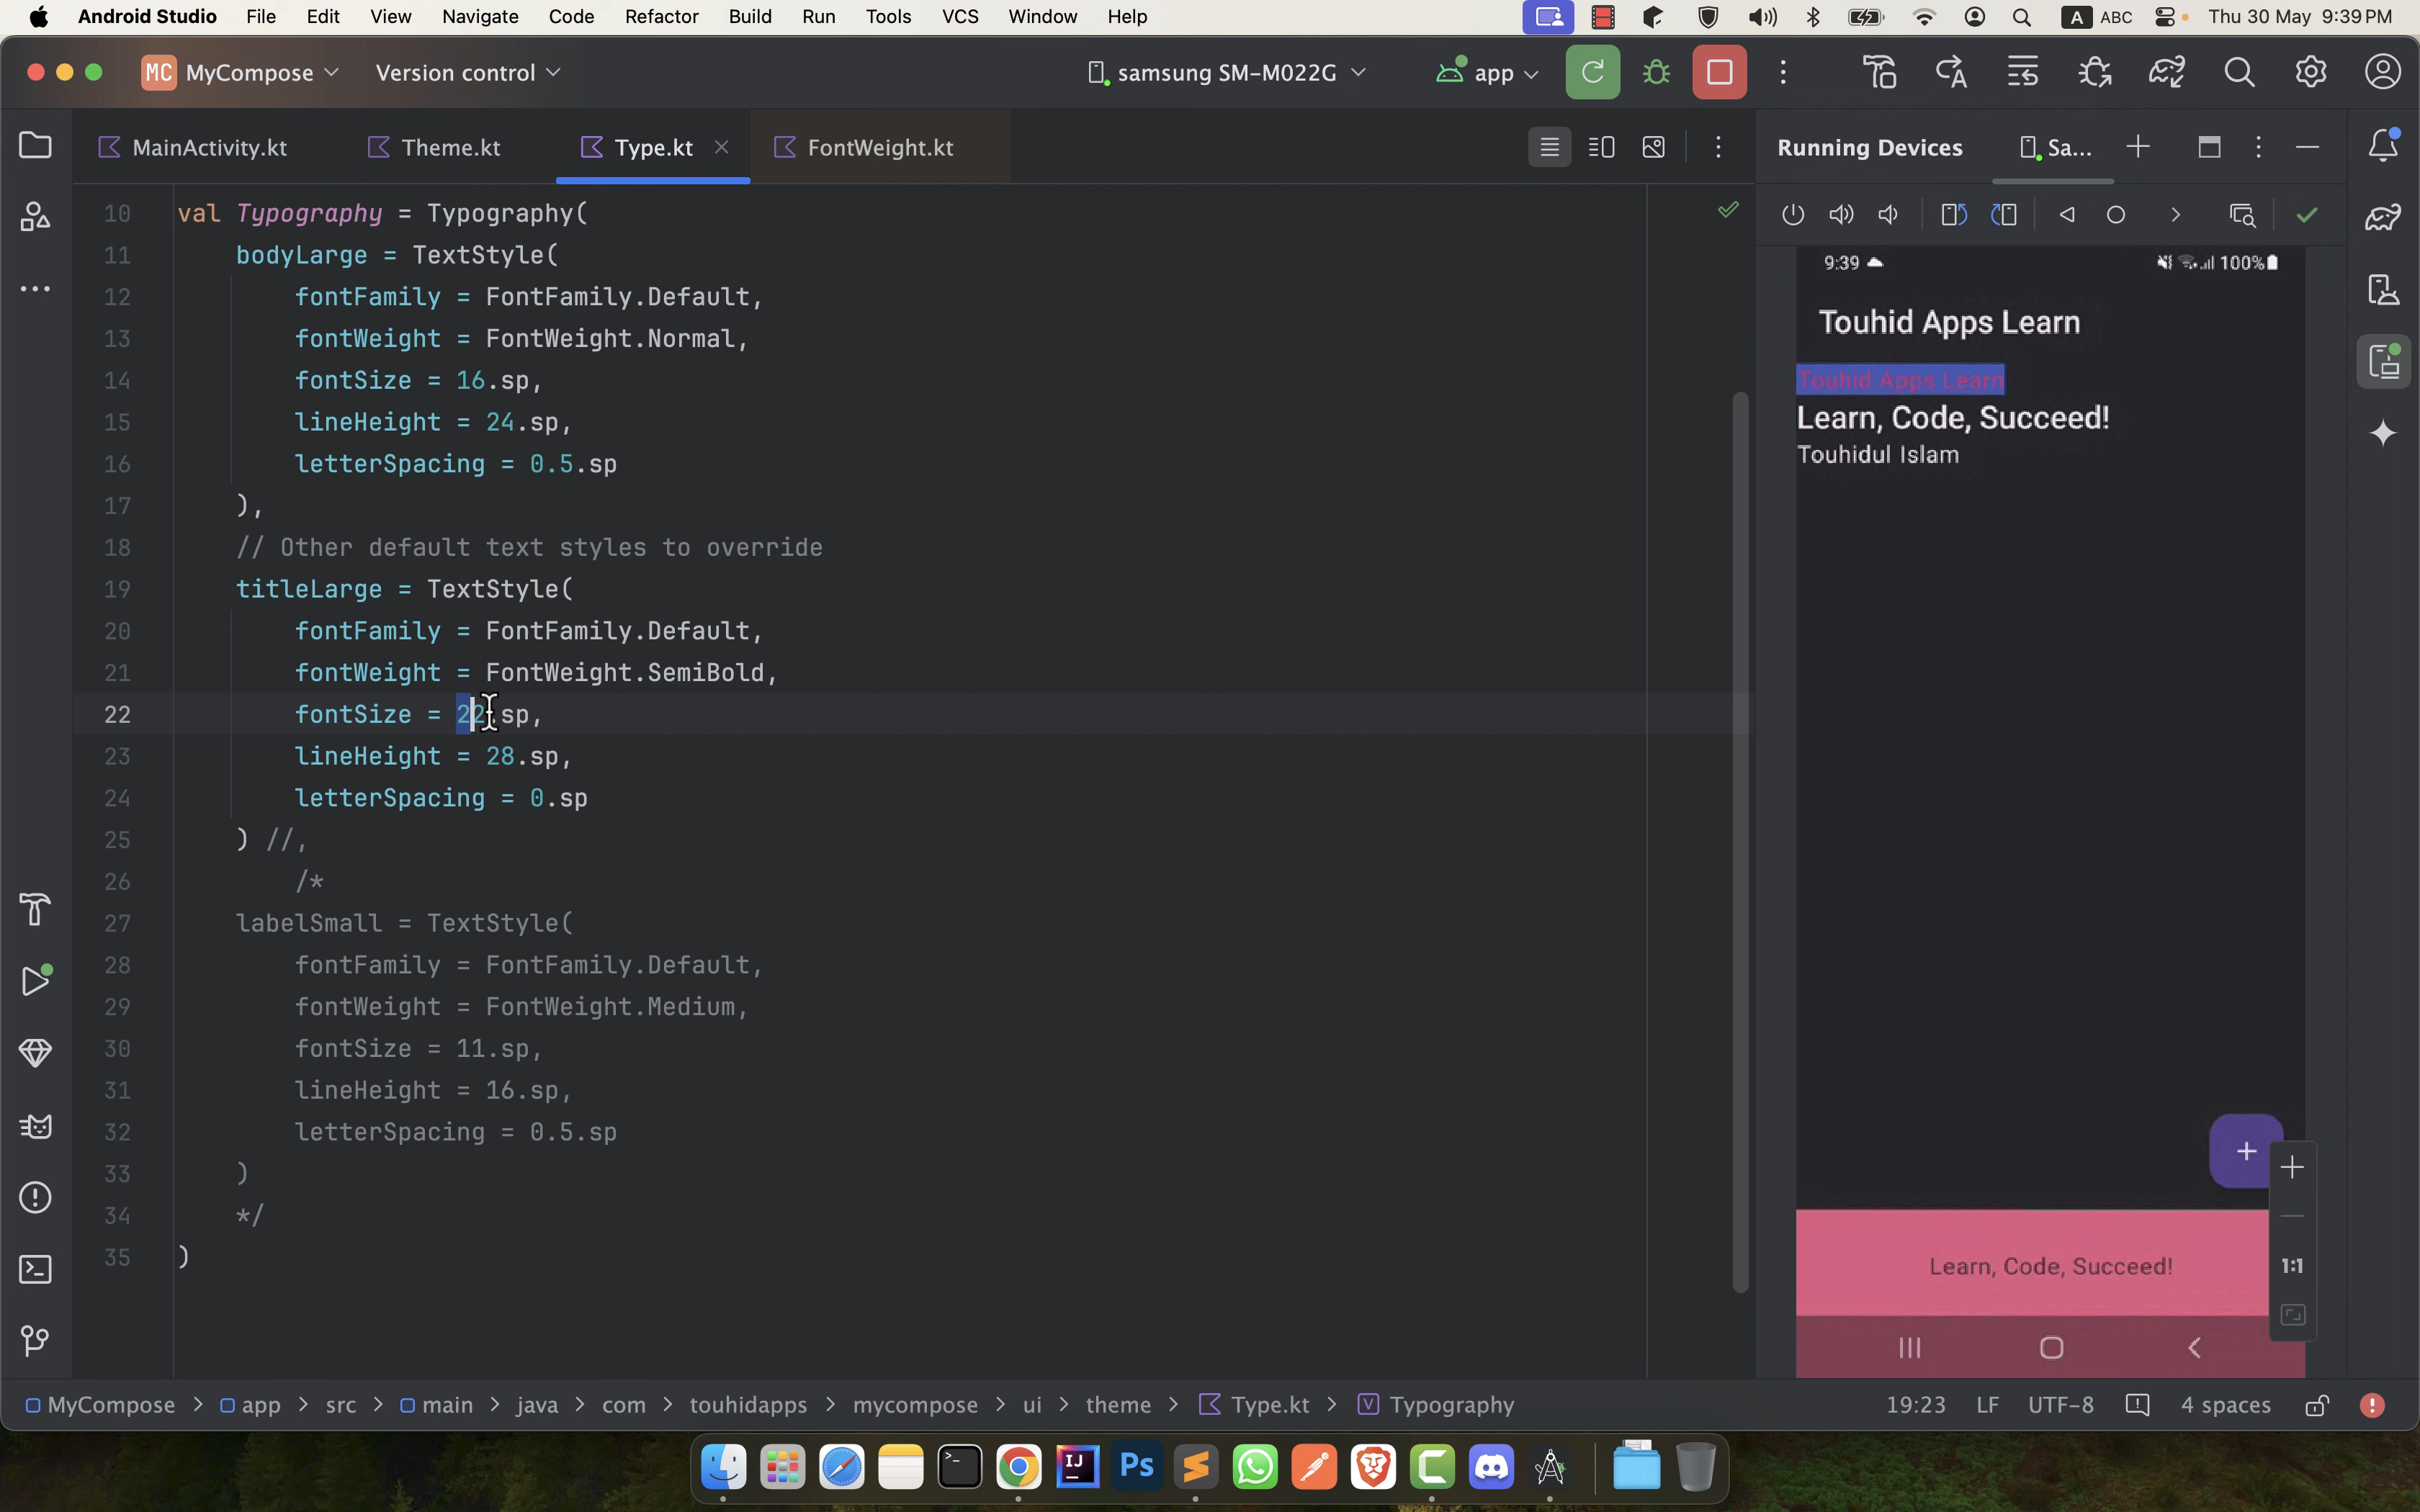 Android Studio File Edit View Navigate Code Refactor Build Run Tools VCS Window Help A ABC Thu 30 May 9:39 PM
MC MyCompose Version control samsung SM-M022G app
MainActivity.kt Theme.kt Type.kt FontWeight.kt Running Devices Sa...
10 val Typography = Typography(
11 bodyLarge = TextStyle(
12 fontFamily = FontFamily.Default,
13 fontWeight = FontWeight.Normal,
14 fontSize = 16.sp,
15 lineHeight = 24.sp,
16 letterSpacing = 0.5.sp
17 ),
18 // Other default text styles to override
19 titleLarge = TextStyle(
20 fontFamily = FontFamily.Default,
21 fontWeight = FontWeight.SemiBold,
22 fontSize = 22.sp,
23 lineHeight = 28.sp,
24 letterSpacing = 0.sp
25 ) //,
26 /*
27 labelSmall = TextStyle(
28 fontFamily = FontFamily.Default,
29 fontWeight = FontWeight.Medium,
30 fontSize = 11.sp,
31 lineHeight = 16.sp,
32 letterSpacing = 0.5.sp
33 )
34 */
35 )
9:39 100%
Touhid Apps Learn
Touhid Apps Learn
Learn, Code, Succeed!
Touhidul Islam
+
Learn, Code, Succeed!
1:1
MyCompose > app > src > main > java > com > touhidapps > mycompose > ui > theme > Type.kt > Typography 19:23 LF UTF-8 4 spaces
IJ Ps